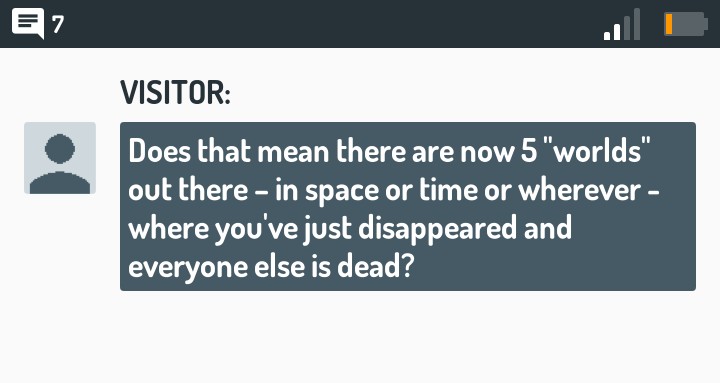 7
VISITOR:
Does that mean there are now 5 "worlds"
out there – in space or time or wherever -
where you've just disappeared and
everyone else is dead?